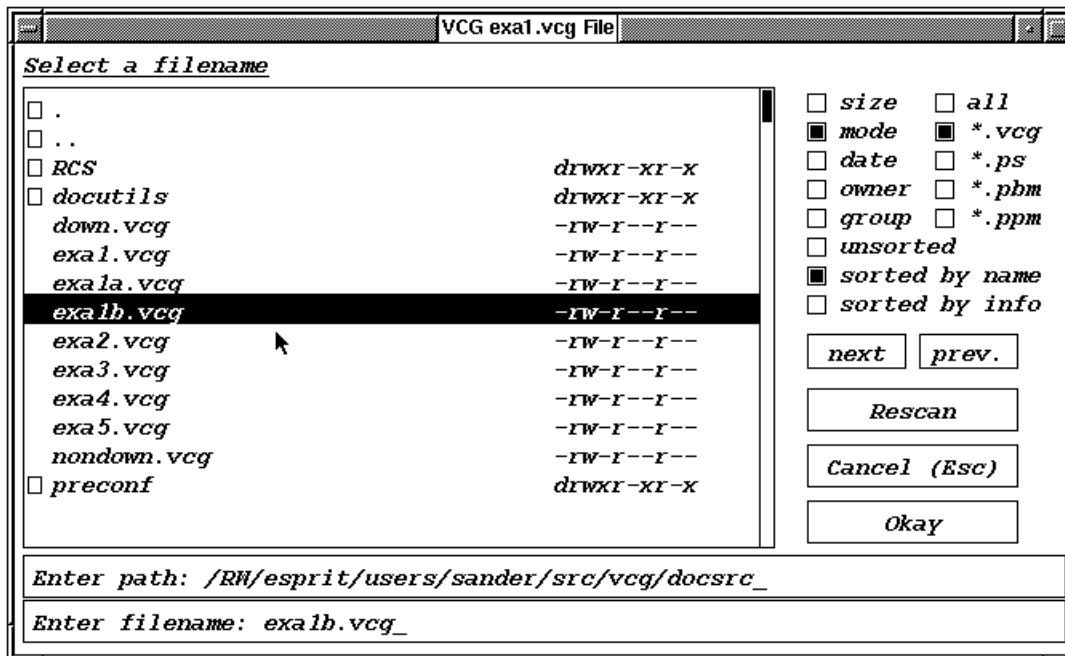 VCG exa1.vcg File
Select a filename
.
..
RCS drwxr-xr-x
docutils drwxr-xr-x
down.vcg -rw-r--r--
exa1.vcg -rw-r--r--
exa1a.vcg -rw-r--r--
exa1b.vcg -rw-r--r--
exa2.vcg -rw-r--r--
exa3.vcg -rw-r--r--
exa4.vcg -rw-r--r--
exa5.vcg -rw-r--r--
nondown.vcg -rw-r--r--
preconf drwxr-xr-x
size all
mode *.vcg
date *.ps
owner *.pbm
group *.ppm
unsorted
sorted by name
sorted by info
next prev.
Rescan
Cancel (Esc)
Okay
Enter path: /RW/esprit/users/sander/src/vcg/docsrc_
Enter filename: exa1b.vcg_